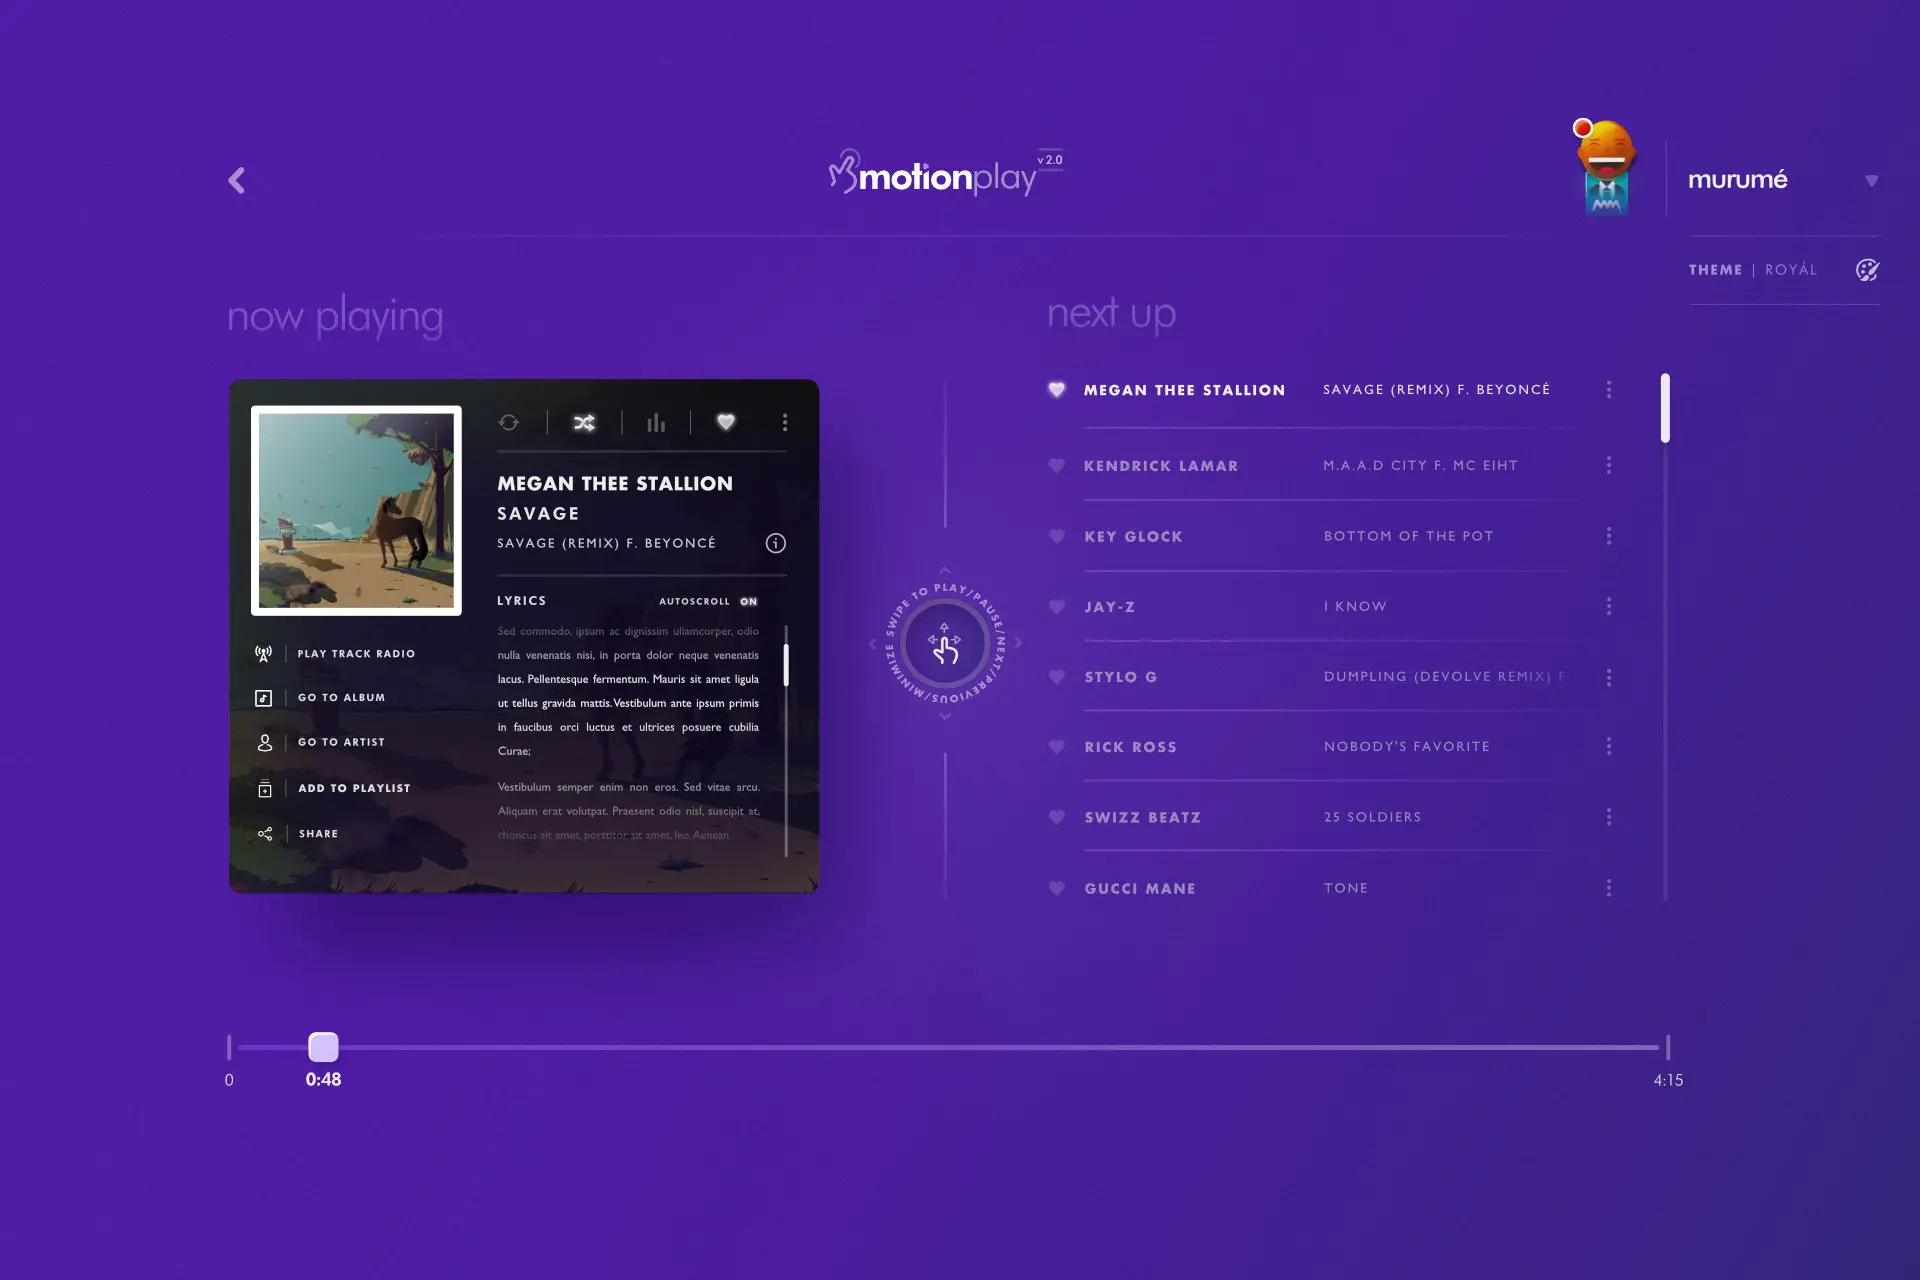 motionplay v 2.0
murumé
THEME | ROYÁL
now playing
MEGAN THEE STALLION
SAVAGE
SAVAGE (REMIX) F. BEYONCÉ
LYRICS AUTOSCROLL ON
Sed commodo, ipsum ac dignissim ullamcorper, odio
nulla venenatis nisi, in porta dolor neque venenatis
lacus. Pellentesque fermentum. Mauris sit amet ligula
ut tellus gravida mattis. Vestibulum ante ipsum primis
in faucibus orci luctus et ultrices posuere cubilia
Curae;
Vestibulum semper enim non eros. Sed vitae arcu.
Aliquam erat volutpat. Praesent odio nisl, suscipit at,
choncus sit amet, porttitor sit amet, leo. Aenean
PLAY TRACK RADIO
GO TO ALBUM
GO TO ARTIST
ADD TO PLAYLIST
SHARE
SWIPE TO PLAY/PAUSE/NEXT/PREVIOUS/MINIMIZE
next up
MEGAN THEE STALLION SAVAGE (REMIX) F. BEYONCÉ
KENDRICK LAMAR M.A.A.D CITY F. MC EIHT
KEY GLOCK BOTTOM OF THE POT
JAY-Z I KNOW
STYLO G DUMPLING (DEVOLVE REMIX) F.
RICK ROSS NOBODY'S FAVORITE
SWIZZ BEATZ 25 SOLDIERS
GUCCI MANE TONE
0
0:48
4:15